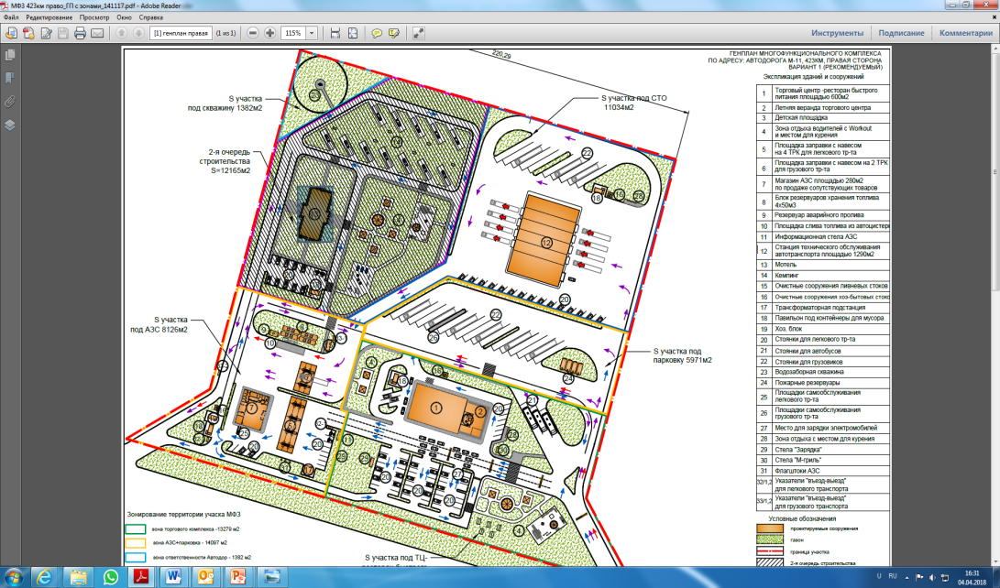 МФЗ 423км право_ГП с зонами_141117.pdf - Adobe Reader
Файл Редактирование Просмотр Окно Справка
[1] генплан правая (1 из 1) 115% Инструменты Подписание Комментарии
220,29
ГЕНПЛАН МНОГОФУНКЦИОНАЛЬНОГО КОМПЛЕКСА
ПО АДРЕСУ: АВТОДОРОГА М-11, 423КМ, ПРАВАЯ СТОРОНА
ВАРИАНТ 1 (РЕКОМЕНДУЕМЫЙ)
S участка
под скважину 1382м2
S участка под СТО
11034м2
2-я очередь
строительства
S=12165м2
S участка
под АЗС 8126м2
S участка под
парковку 5971м2
S участка под ТЦ-
Экспликация зданий и сооружений
1 Торговый центр -ресторан быстрого
питания площадью 600м2
2 Летняя веранда торгового центра
3 Детская площадка
4 Зона отдыха водителей с Workout
и местом для курения
5 Площадка заправки с навесом
на 4 ТРК для легкового тр-та
6 Площадка заправки с навесом на 2 ТРК
для грузового тр-та
7 Магазин АЗС площадью 280м2
по продаже сопутствующих товаров
8 Блок резервуаров хранения топлива
4х50м3
9 Резервуар аварийного пролива
10 Площадка слива топлива из автоцистерн
11 Информационная стела АЗС
12 Станция технического обслуживания
автотранспорта площадью 1290м2
13 Мотель
14 Кемпинг
15 Очистные сооружения ливневых стоков
16 Очистные сооружения хоз-бытовых стоко
17 Трансформаторная подстанция
18 Павильон под контейнеры для мусора
19 Хоз. блок
20 Стоянки для легкового тр-та
21 Стоянки для автобусов
22 Стоянки для грузовиков
23 Водозаборная скважина
24 Пожарные резервуары
25 Площадки самообслуживания
легкового тр-та
26 Площадки самообслуживания
грузового тр-та
27 Место для зарядки электромобилей
28 Зона отдыха с местом для курения
29 Стела "Зарядка"
30 Стела "М-гриль"
31 Флагштоки АЗС
32/1,2 Указатели "въезд-выезд"
для легкового транспорта
33/1,2 Указатели "въезд-выезд"
для грузового транспорта
Условные обозначения
проектируемые сооружения
газон
граница участка
2-я очередь строительства
Зонирование территории учаска МФЗ
зона торгового комплекса -13279 м2
зона АЗС+парковка - 14097 м2
зона ответственности Автодор - 1382 м2
RU
16:31
04.04.2018